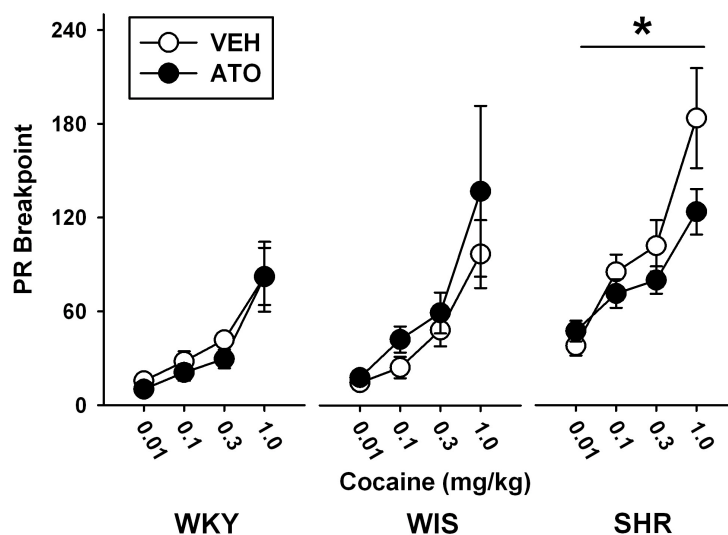 240
180
120
60
0
PR Breakpoint
VEH
ATO
*
0.01 0.1 0.3 1.0
0.01 0.1 0.3 1.0
0.01 0.1 0.3 1.0
Cocaine (mg/kg)
WKY WIS SHR